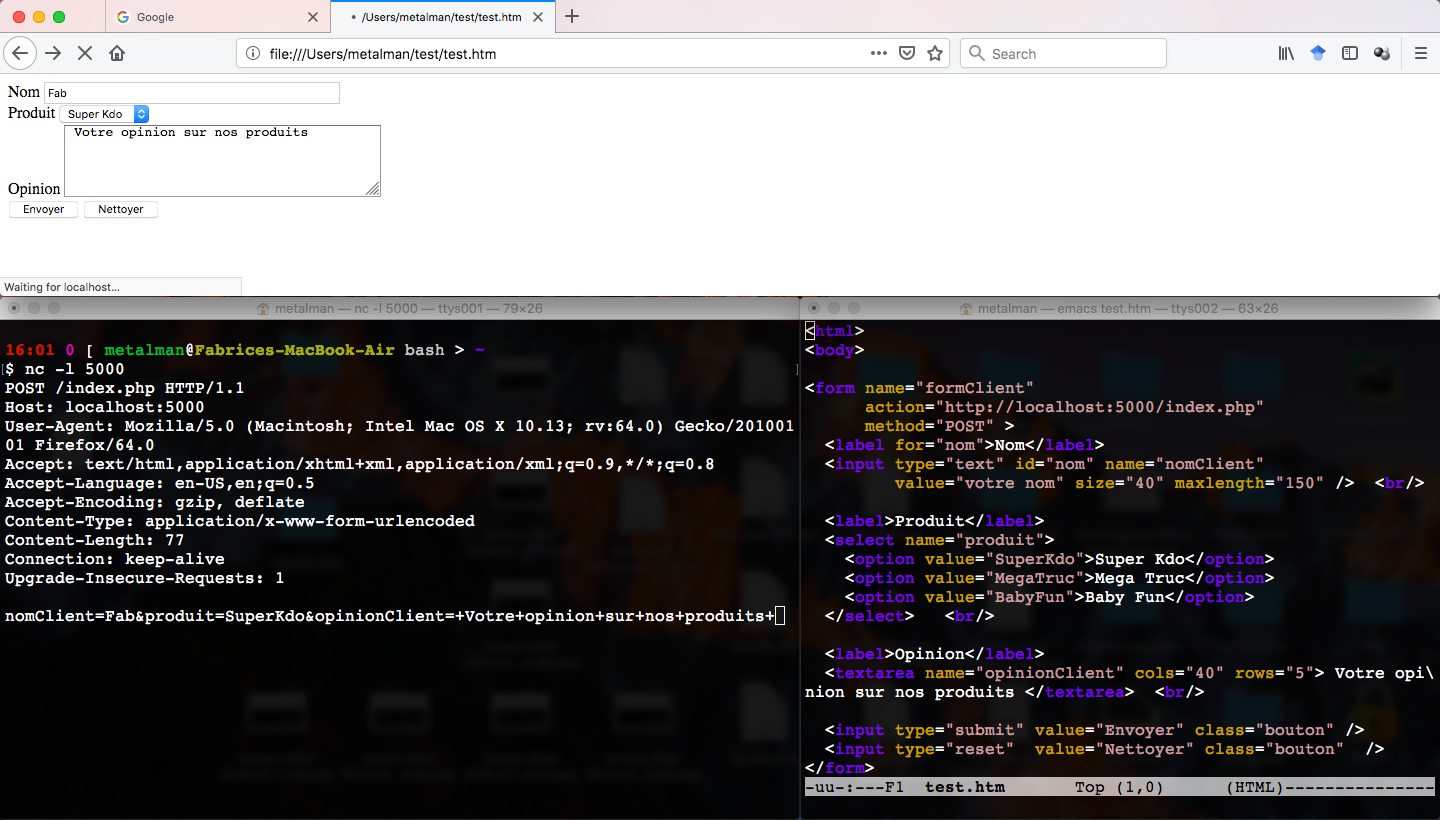 Google
/Users/metalman/test/test.htm
file:///Users/metalman/test/test.htm
Search
Nom Fab
Produit Super Kdo
Votre opinion sur nos produits
Opinion
Envoyer Nettoyer
Waiting for localhost...
metalman — nc -l 5000 — ttys001 — 79×26
16:01 0 [ metalman@Fabrices-MacBook-Air bash > ~
$ nc -l 5000
POST /index.php HTTP/1.1
Host: localhost:5000
User-Agent: Mozilla/5.0 (Macintosh; Intel Mac OS X 10.13; rv:64.0) Gecko/201001
01 Firefox/64.0
Accept: text/html,application/xhtml+xml,application/xml;q=0.9,*/*;q=0.8
Accept-Language: en-US,en;q=0.5
Accept-Encoding: gzip, deflate
Content-Type: application/x-www-form-urlencoded
Content-Length: 77
Connection: keep-alive
Upgrade-Insecure-Requests: 1
nomClient=Fab&produit=SuperKdo&opinionClient=+Votre+opinion+sur+nos+produits+
metalman — emacs test.htm — ttys002 — 63×26
<html>
<body>
<form name="formClient"
action="http://localhost:5000/index.php"
method="POST" >
<label for="nom">Nom</label>
<input type="text" id="nom" name="nomClient"
value="votre nom" size="40" maxlength="150" /> <br/>
<label>Produit</label>
<select name="produit">
<option value="SuperKdo">Super Kdo</option>
<option value="MegaTruc">Mega Truc</option>
<option value="BabyFun">Baby Fun</option>
</select> <br/>
<label>Opinion</label>
<textarea name="opinionClient" cols="40" rows="5"> Votre opi\
nion sur nos produits </textarea> <br/>
<input type="submit" value="Envoyer" class="bouton" />
<input type="reset" value="Nettoyer" class="bouton" />
</form>
-uu-:---F1 test.htm Top (1,0) (HTML)---------------